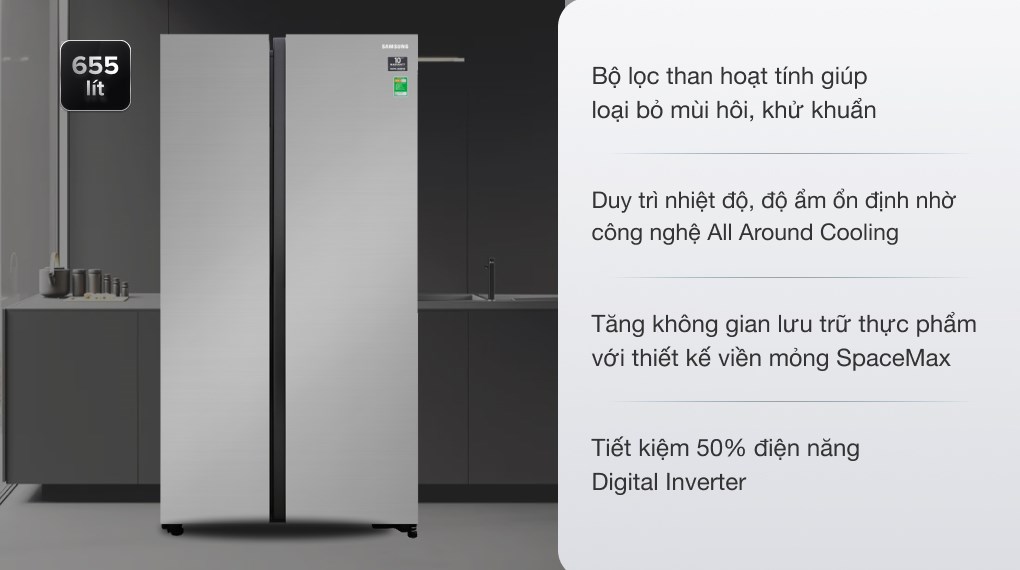 655
lít
SAMSUNG
10
Bộ lọc than hoạt tính giúp
loại bỏ mùi hôi, khử khuẩn
Duy trì nhiệt độ, độ ẩm ổn định nhờ
công nghệ All Around Cooling
Tăng không gian lưu trữ thực phẩm
với thiết kế viền mỏng SpaceMax
Tiết kiệm 50% điện năng
Digital Inverter